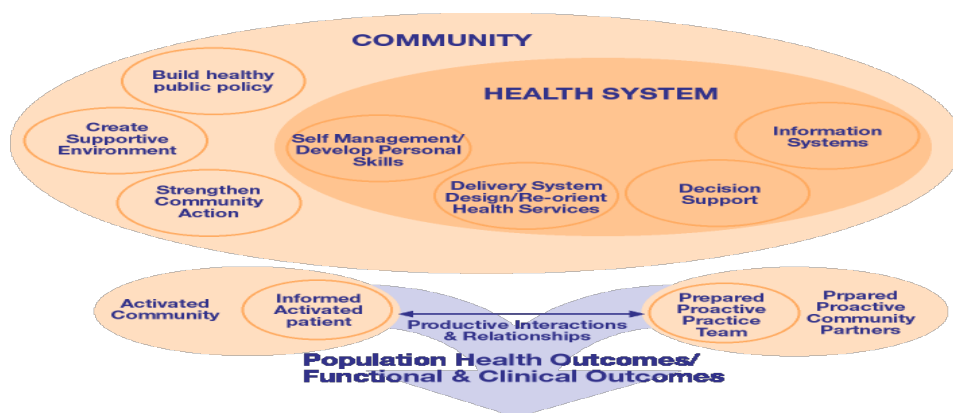 COMMUNITY
Build healthy
public policy
HEALTH SYSTEM
Create
Supportive
Environment
Self Management/
Develop Personal
Skills
Information
Systems
Strengthen
Community
Action
Delivery System
Design/Re-orient
Health Services
Decision
Support
Activated
Community
Informed
Activated
patient
Productive Interactions
& Relationships
Prepared
Proactive
Practice
Team
Prpared
Proactive
Community
Partners
Population Health Outcomes/
Functional & Clinical Outcomes